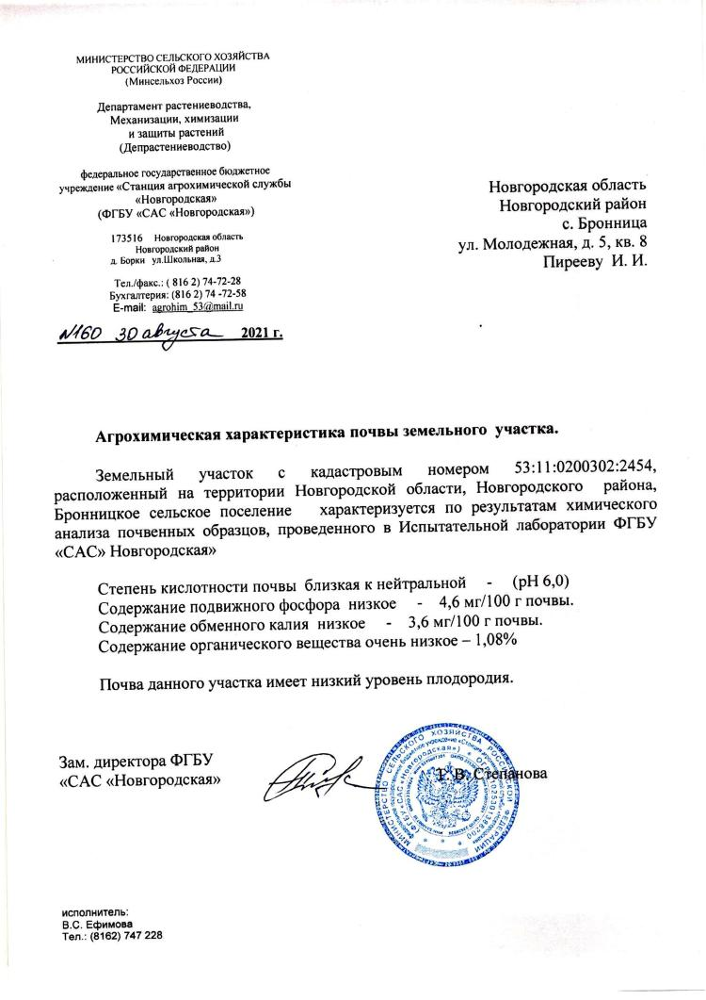 МИНИСТЕРСТВО СЕЛЬСКОГО ХОЗЯЙСТВА
РОССИЙСКОЙ ФЕДЕРАЦИИ
(Минсельхоз России)
Департамент растениеводства,
Механизации, химизации
и защиты растений
(Депрастениеводство)
федеральное государственное бюджетное
учреждение «Станция агрохимической службы
«Новгородская»
(ФГБУ «САС «Новгородская»)
173516 Новгородская область
Новгородский район
д. Борки ул.Школьная, д.3
Тел./факс.: ( 816 2) 74-72-28
Бухгалтерия: (816 2) 74 -72-58
E-mail: agrohim_53@mail.ru
№160 30 августа 2021 г.
Новгородская область
Новгородский район
с. Бронница
ул. Молодежная, д. 5, кв. 8
Пирееву И. И.
Агрохимическая характеристика почвы земельного участка.
Земельный участок с кадастровым номером 53:11:0200302:2454,
расположенный на территории Новгородской области, Новгородского района,
Бронницкое сельское поселение характеризуется по результатам химического
анализа почвенных образцов, проведенного в Испытательной лаборатории ФГБУ
«САС» Новгородская»
Степень кислотности почвы близкая к нейтральной - (рН 6,0)
Содержание подвижного фосфора низкое - 4,6 мг/100 г почвы.
Содержание обменного калия низкое - 3,6 мг/100 г почвы.
Содержание органического вещества очень низкое – 1,08%
Почва данного участка имеет низкий уровень плодородия.
Зам. директора ФГБУ
«САС «Новгородская»
Т. В. Степанова
МИНИСТЕРСТВО СЕЛЬСКОГО ХОЗЯЙСТВА РОССИЙСКОЙ ФЕДЕРАЦИИ
(ФГБУ «САС «Новгородская»)
исполнитель:
В.С. Ефимова
Тел.: (8162) 747 228